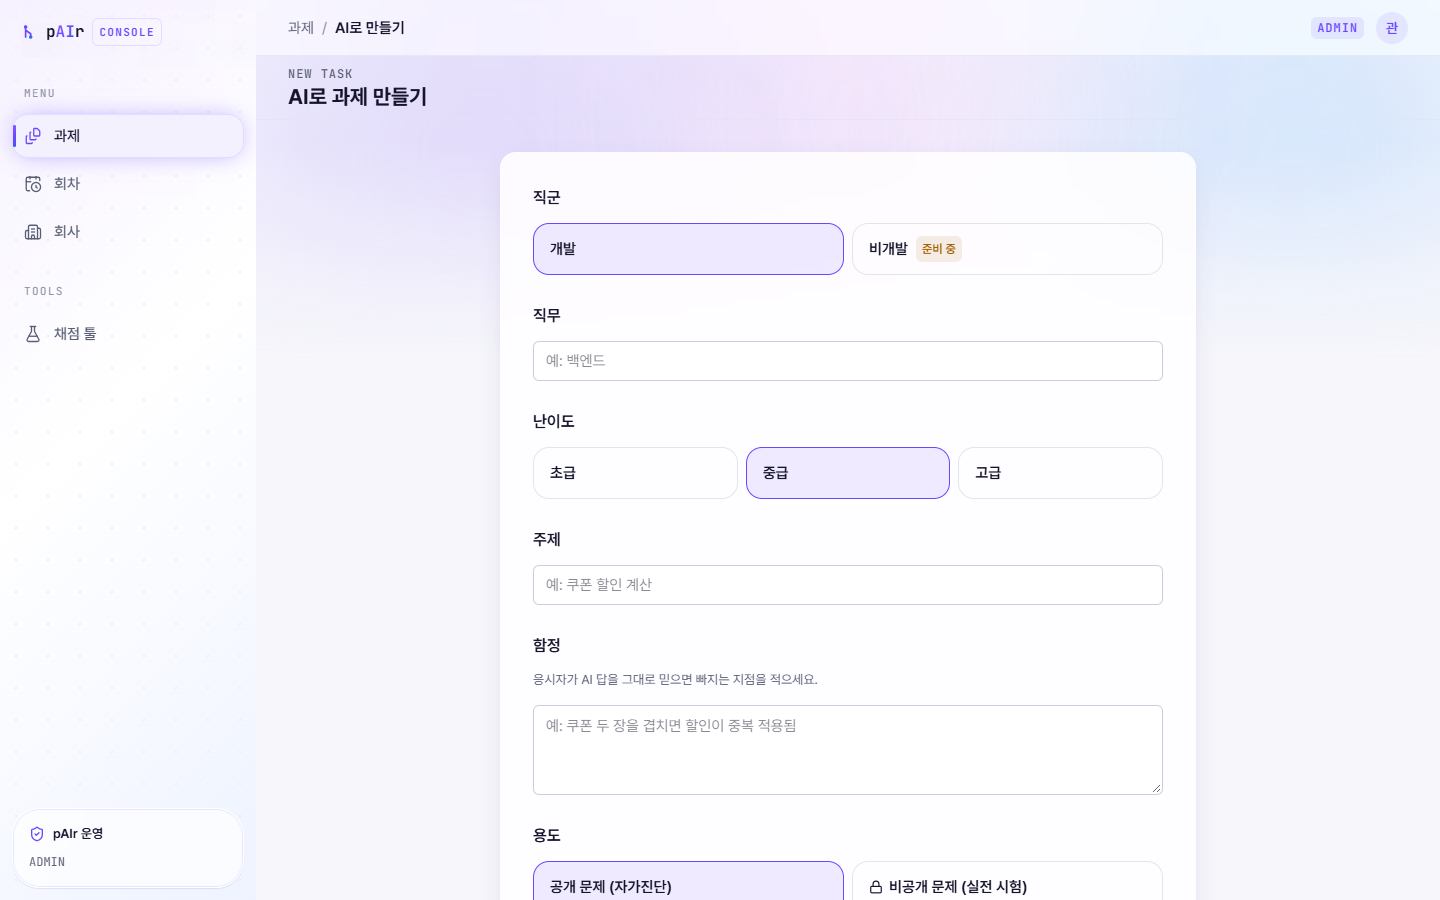 pAIr CONSOLE
과제 / AI로 만들기
ADMIN 관
NEW TASK
AI로 과제 만들기
MENU
과제
회차
회사
TOOLS
채점 툴
직군
개발
비개발 준비 중
직무
예: 백엔드
난이도
초급
중급
고급
주제
예: 쿠폰 할인 계산
함정
응시자가 AI 답을 그대로 믿으면 빠지는 지점을 적으세요.
예: 쿠폰 두 장을 겹치면 할인이 중복 적용됨
용도
공개 문제 (자가진단)
비공개 문제 (실전 시험)
pAIr 운영
ADMIN